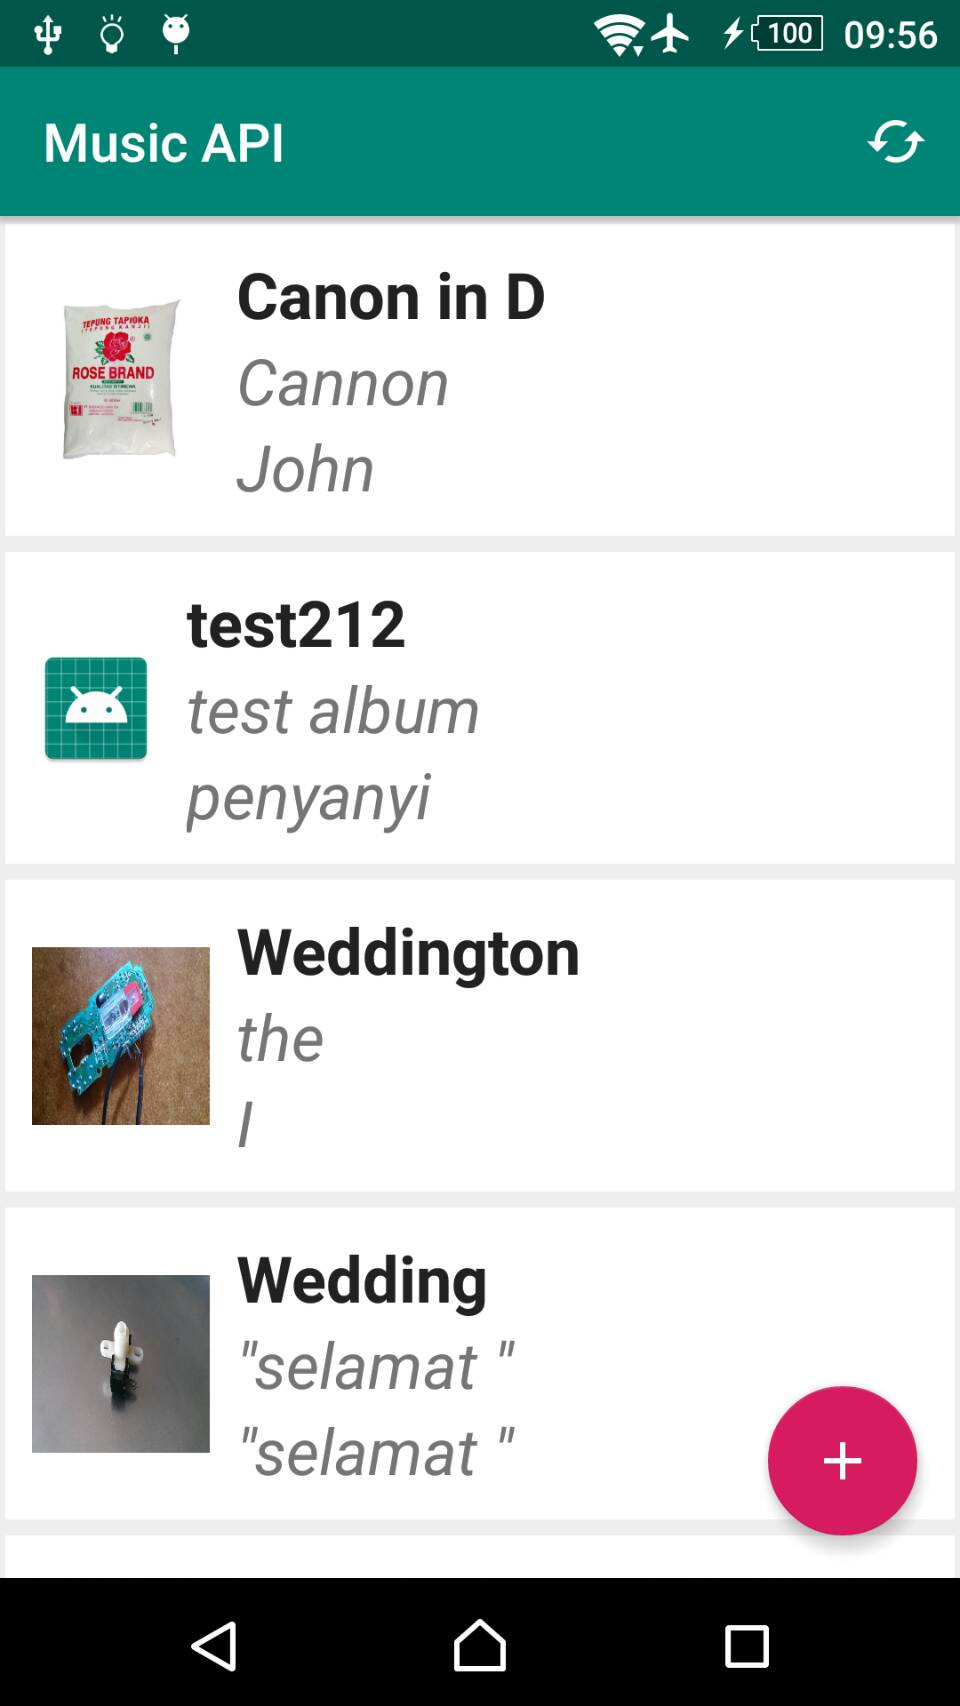 100 09:56
Music API
TEPUNG TAPIOKA
ROSE BRAND
Canon in D
Cannon
John
test212
test album
penyanyi
Weddington
the
I
Wedding
"selamat "
"selamat "